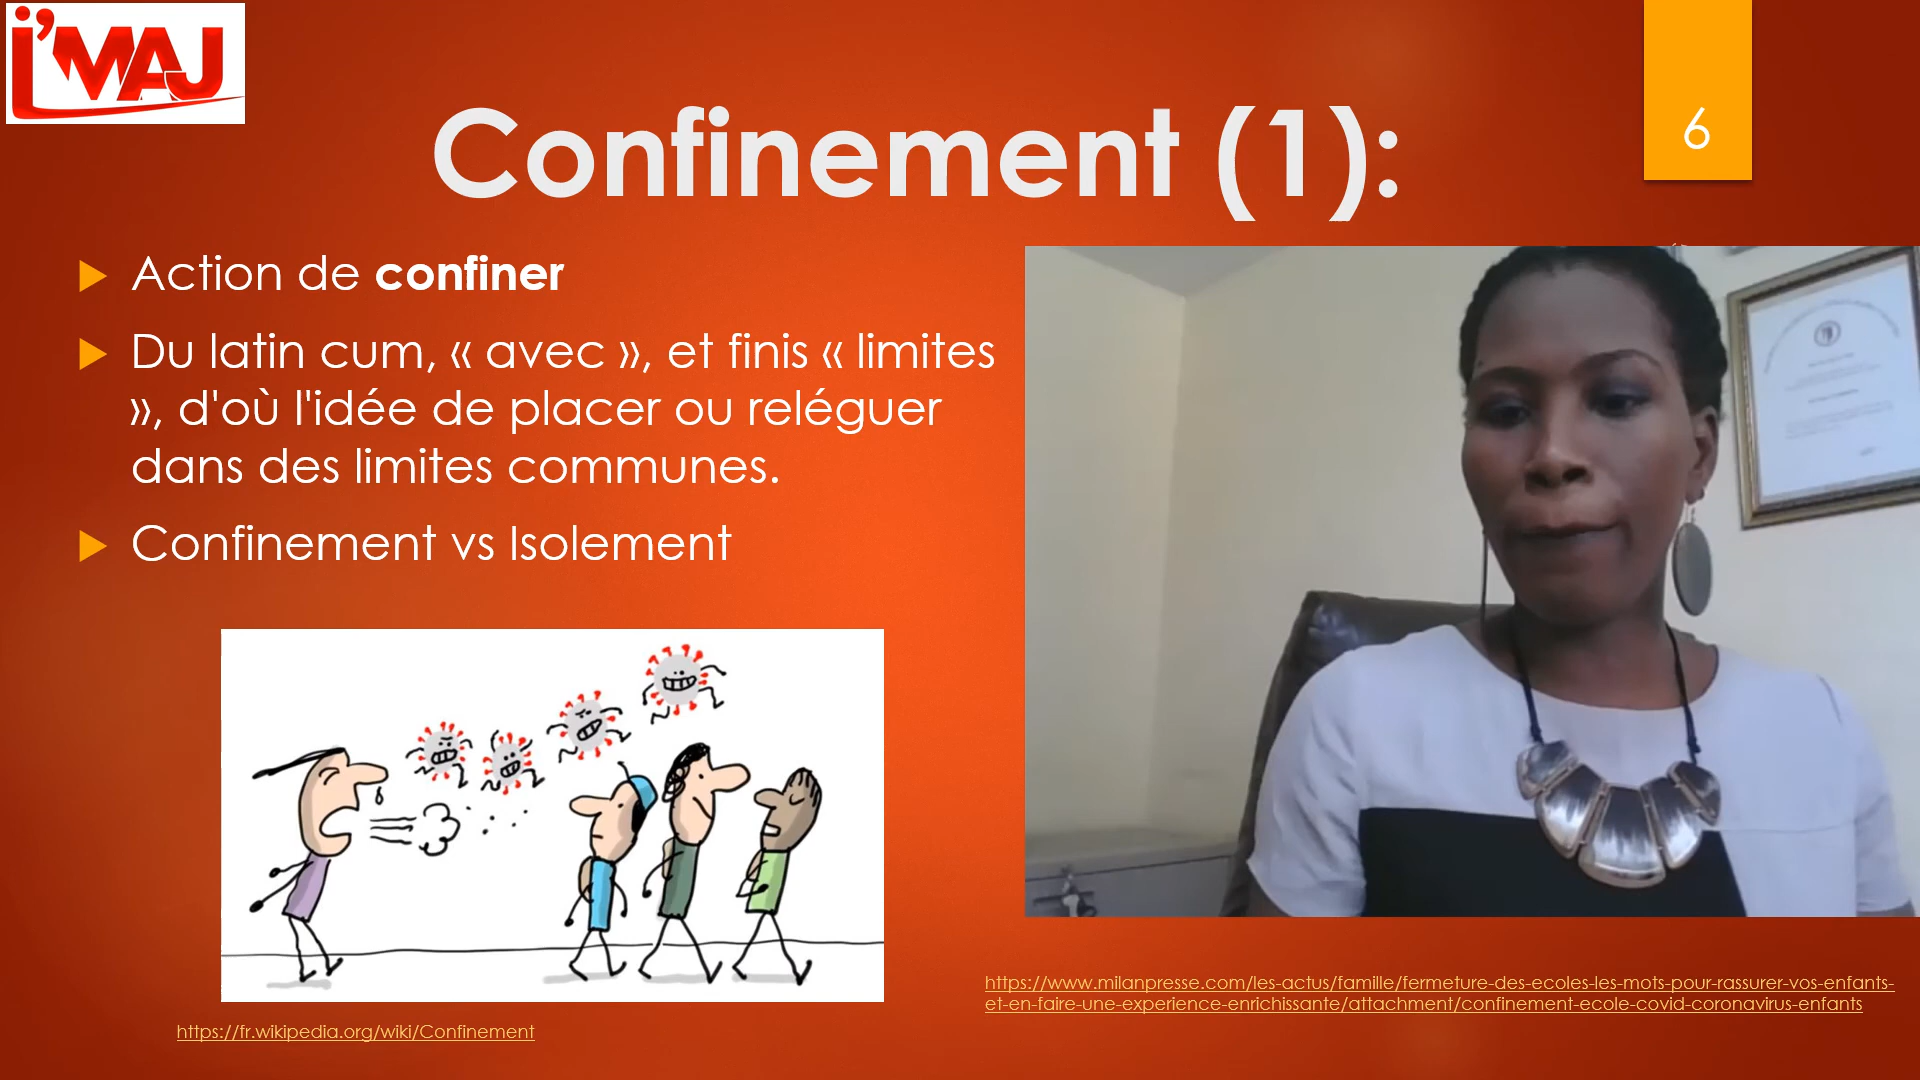 i'MAJ
6
Confinement (1):
Action de confiner
Du latin cum, « avec », et finis « limites
», d'où l'idée de placer ou reléguer
dans des limites communes.
Confinement vs Isolement
https://www.milanpresse.com/les-actus/famille/fermeture-des-ecoles-les-mots-pour-rassurer-vos-enfants-
et-en-faire-une-experience-enrichissante/attachment/confinement-ecole-covid-coronavirus-enfants
https://fr.wikipedia.org/wiki/Confinement